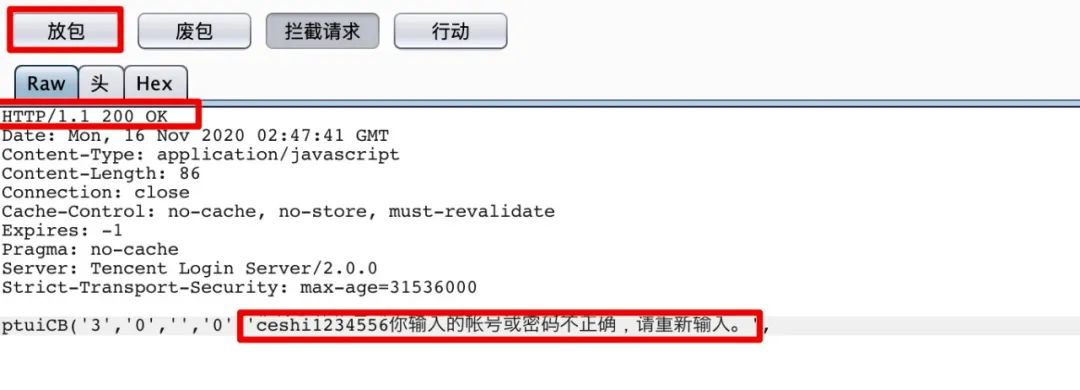 放包 废包 拦截请求 行动
Raw 头 Hex
HTTP/1.1 200 OK
Date: Mon, 16 Nov 2020 02:47:41 GMT
Content-Type: application/javascript
Content-Length: 86
Connection: close
Cache-Control: no-cache, no-store, must-revalidate
Expires: -1
Pragma: no-cache
Server: Tencent Login Server/2.0.0
Strict-Transport-Security: max-age=31536000
ptuiCB('3','0','','0','ceshi1234556你输入的帐号或密码不正确，请重新输入。',